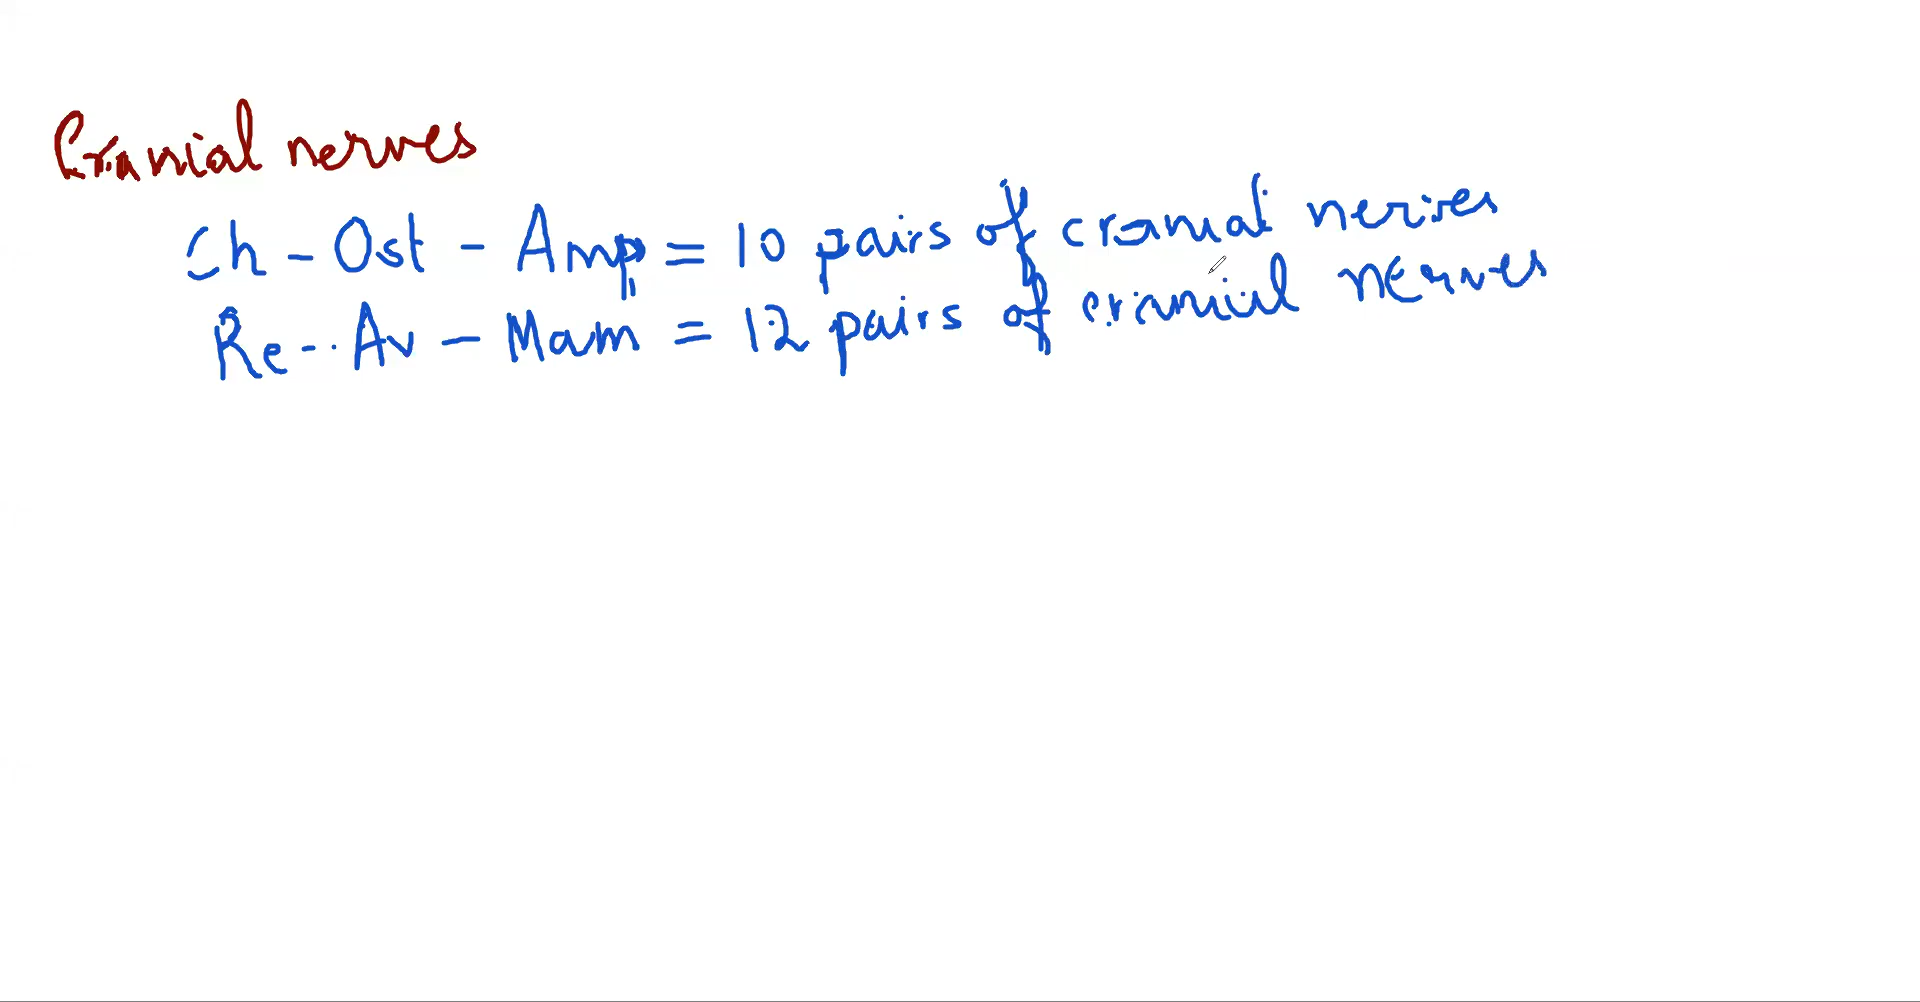 Cranial nerves
Ch - Ost - Amp = 10 pairs of cranial nerves
Re - Av - Mam = 12 pairs of cranial nerves